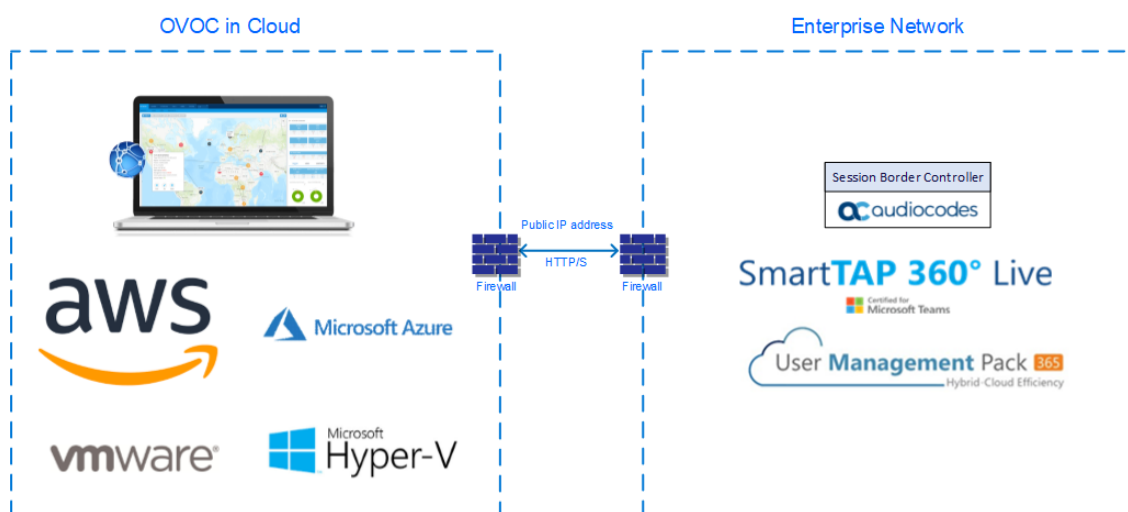 OVOC in Cloud
Enterprise Network
Session Border Controller
audiocodes
Public IP address
HTTP/S
Firewall
Firewall
SmartTAP 360° Live
Certified for
Microsoft Teams
aws
Microsoft Azure
User Management Pack 365
Hybrid-Cloud Efficiency
vmware®
Microsoft
Hyper-V